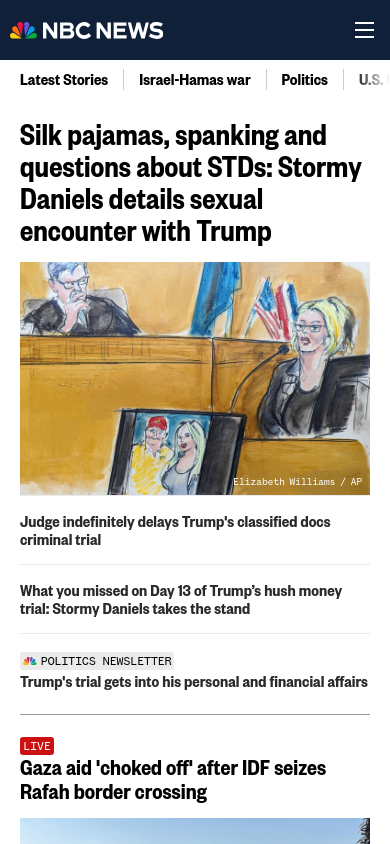 NBC NEWS
Latest Stories
Israel-Hamas war
Politics
U.S.
Silk pajamas, spanking and
questions about STDs: Stormy
Daniels details sexual
encounter with Trump
Elizabeth Williams / AP
Judge indefinitely delays Trump's classified docs
criminal trial
What you missed on Day 13 of Trump’s hush money
trial: Stormy Daniels takes the stand
POLITICS NEWSLETTER
Trump's trial gets into his personal and financial affairs
LIVE
Gaza aid 'choked off' after IDF seizes
Rafah border crossing